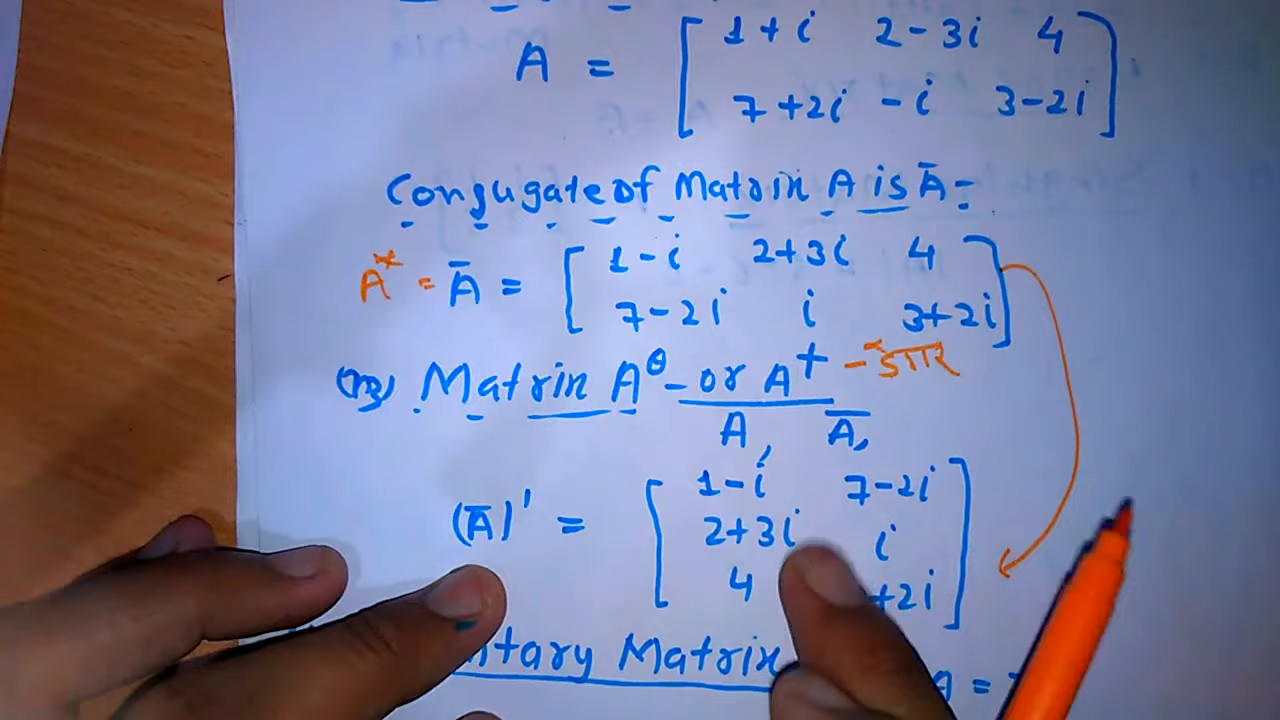 A = [ 1+i 2-3i 4
7+2i -i 3-2i ]
Conjugate of Matrix A is Ā -
A* = Ā = [ 1-i 2+3i 4
7-2i i 3+2i ]
Matrix A^θ - or A† -
A, Ā,
(Ā)' = [ 1-i 7-2i
2+3i i
4 +2i ]
Matrix